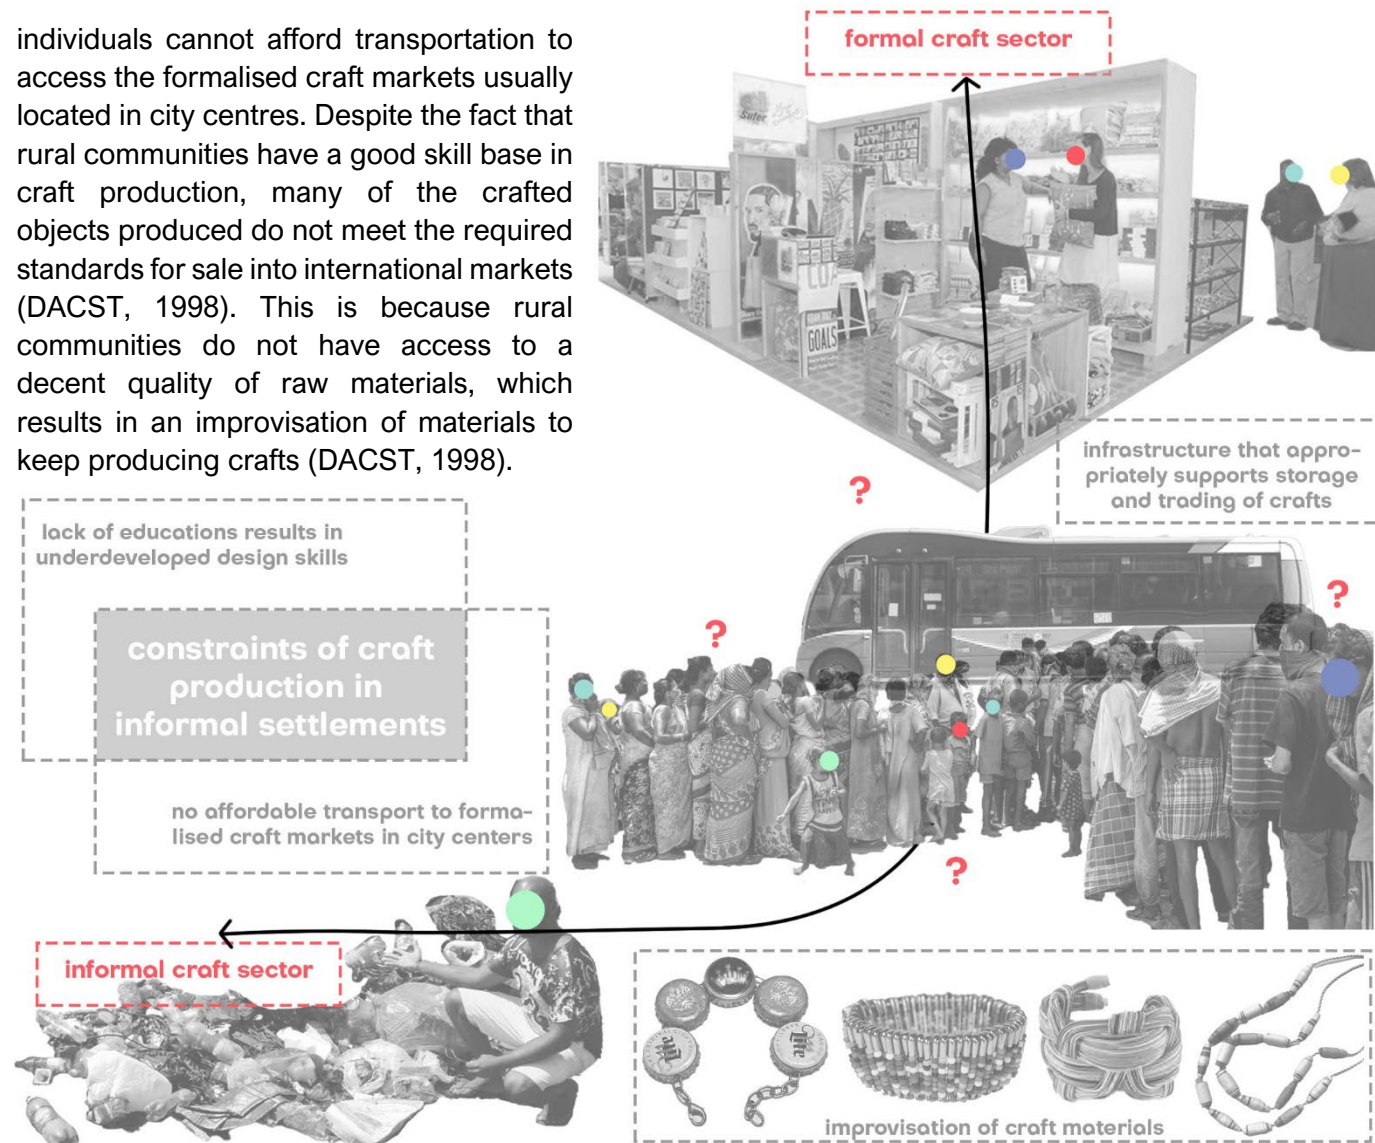 individuals cannot afford transportation to
access the formalised craft markets usually
located in city centres. Despite the fact that
rural communities have a good skill base in
craft production, many of the crafted
objects produced do not meet the required
standards for sale into international markets
(DACST, 1998). This is because rural
communities do not have access to a
decent quality of raw materials, which
results in an improvisation of materials to
keep producing crafts (DACST, 1998).
formal craft sector
Suter
GOALS
infrastructure that appro-
priately supports storage
and trading of crafts
?
?
?
?
lack of educations results in
underdeveloped design skills
constraints of craft
production in
informal settlements
no affordable transport to forma-
lised craft markets in city centers
informal craft sector
Lite
improvisation of craft materials